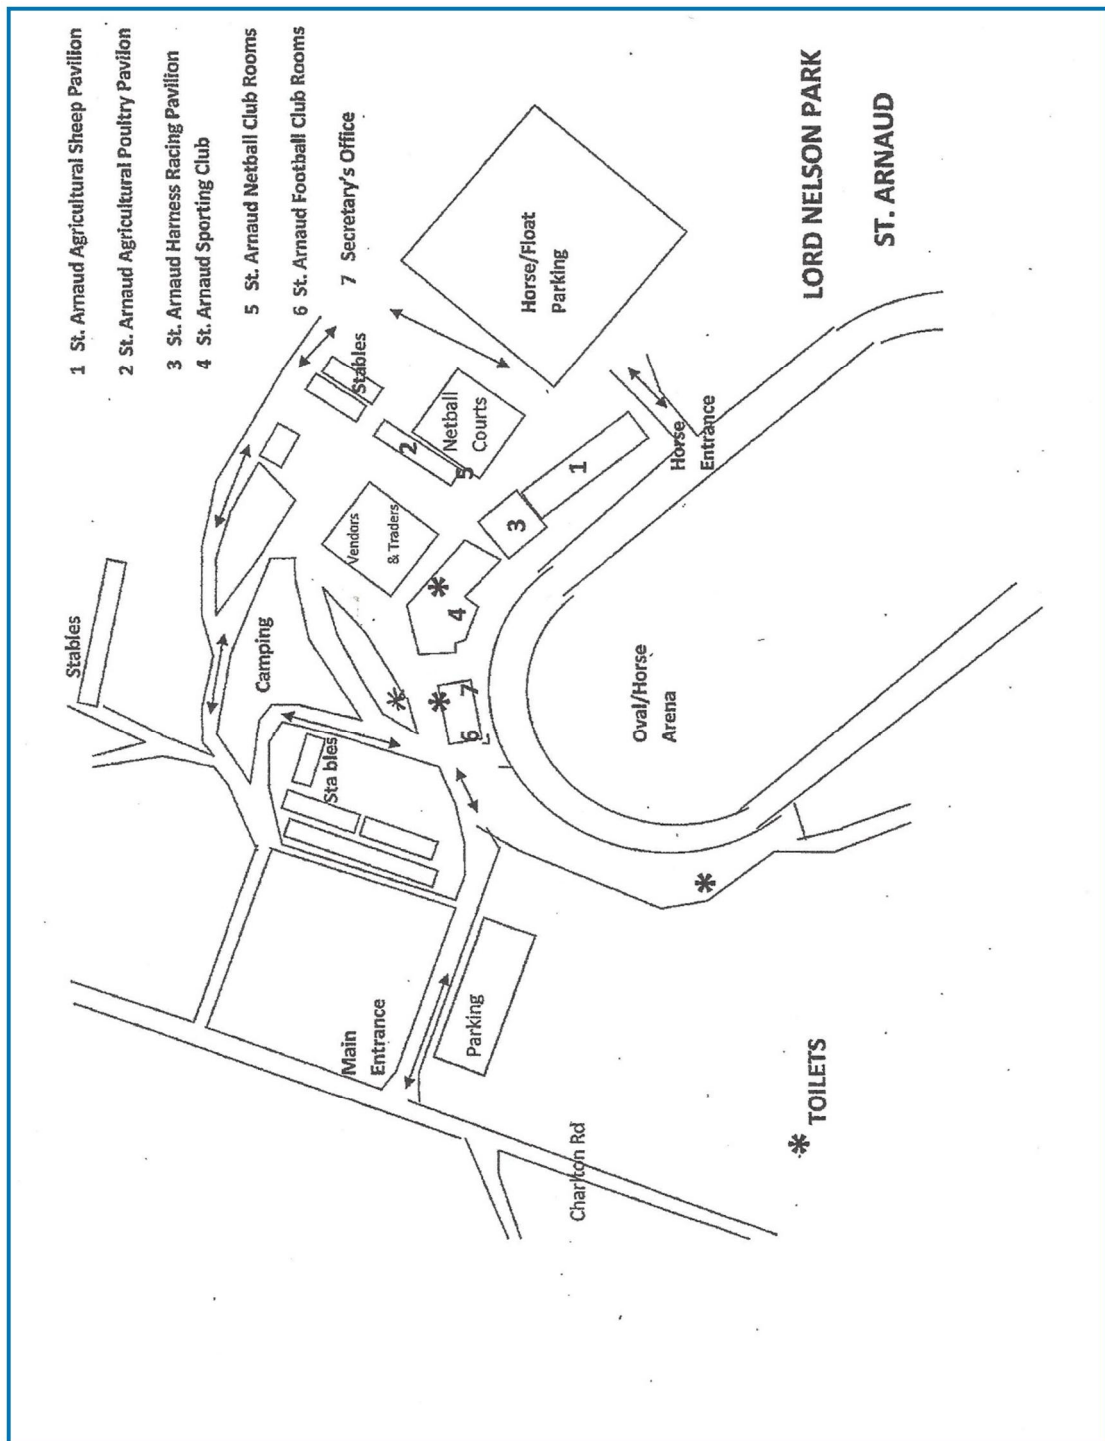 1 St. Arnaud Agricultural Sheep Pavilion
2 St. Arnaud Agricultural Poultry Pavilon
3 St. Arnaud Harness Racing Pavilion
4 St. Arnaud Sporting Club
5 St. Arnaud Netball Club Rooms
6 St. Arnaud Football Club Rooms
7 Secretary's Office
Stables
Camping
Stables
Sta bles
Vendors
& Traders
2
Netball
Courts
5
Horse/Float
Parking
* 4
3
1
*
* 6 7
Horse
Entrance
Main
Entrance
Parking
Oval/Horse
Arena
*
Charlton Rd
* TOILETS
LORD NELSON PARK
ST. ARNAUD